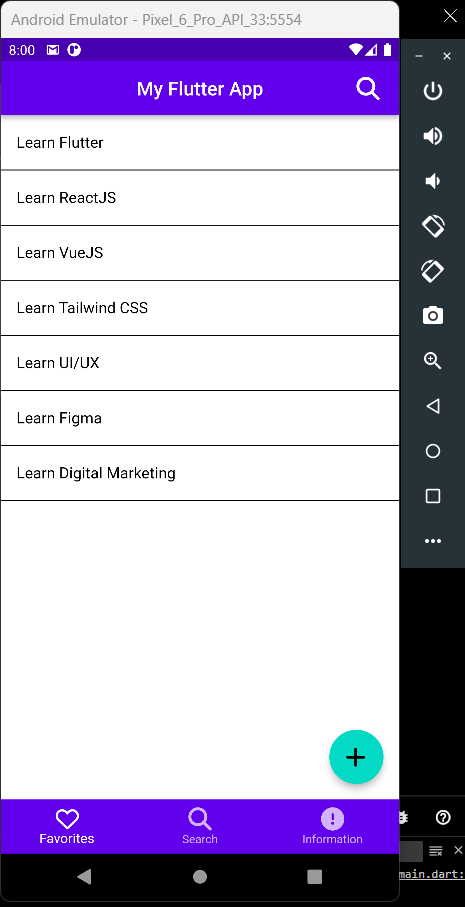 Android Emulator - Pixel_6_Pro_API_33:5554
8:00
My Flutter App
Learn Flutter
Learn ReactJS
Learn VueJS
Learn Tailwind CSS
Learn UI/UX
Learn Figma
Learn Digital Marketing
Favorites
Search
Information
main.dart: